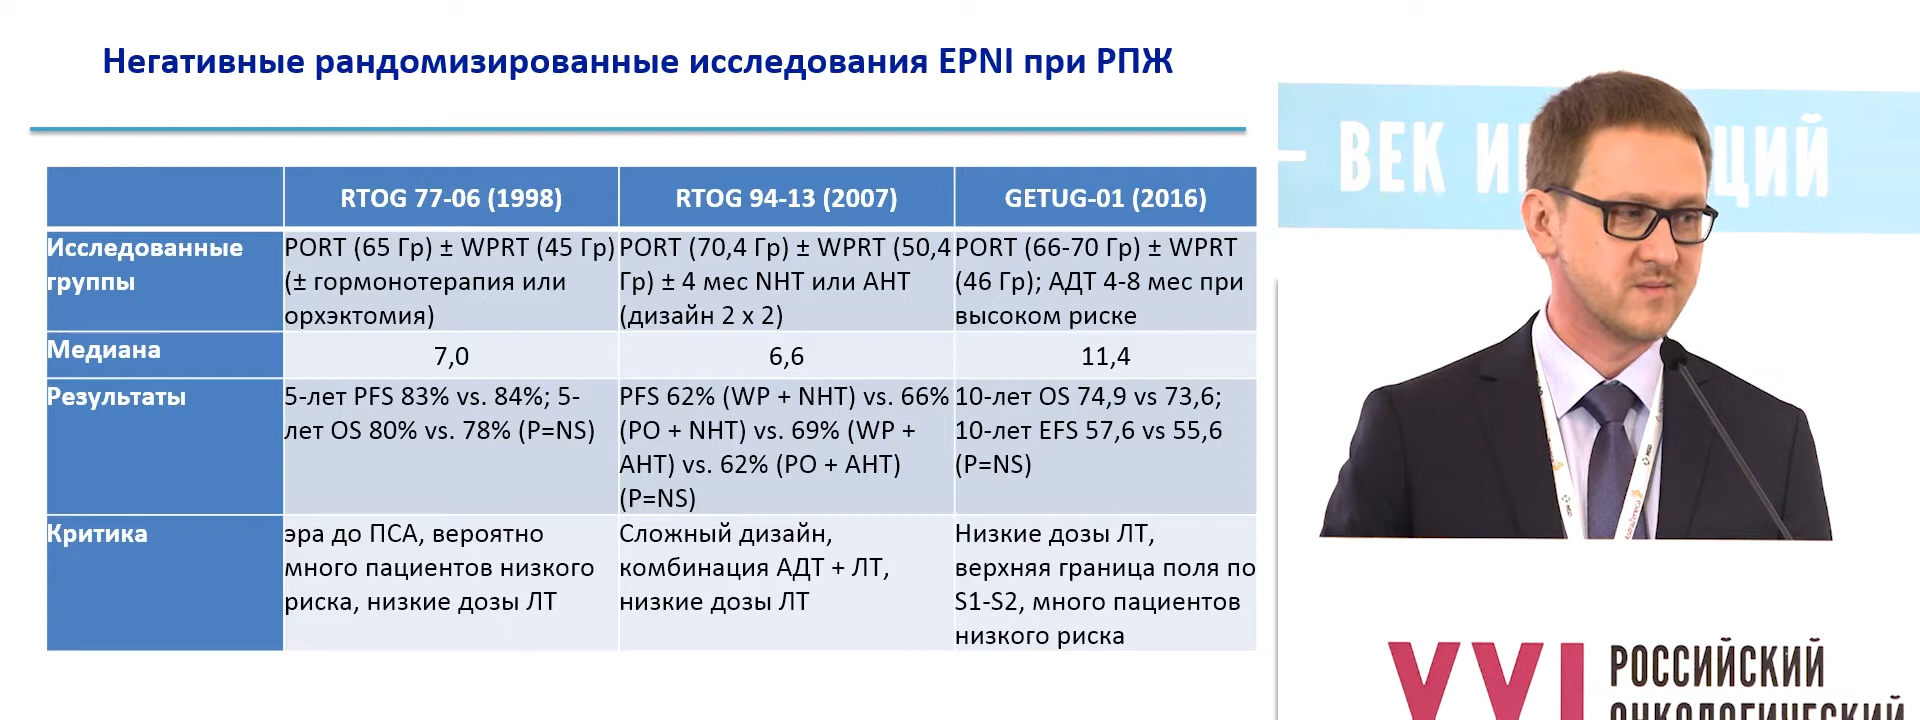 Негативные рандомизированные исследования EPNI при РПЖ
RTOG 77-06 (1998)
RTOG 94-13 (2007)
GETUG-01 (2016)
Исследованные
группы
PORT (65 Гр) ± WPRT (45 Гр)
(± гормонотерапия или
орхэктомия)
PORT (70,4 Гр) ± WPRT (50,4
Гр) ± 4 мес NHT или AHT
(дизайн 2 x 2)
PORT (66-70 Гр) ± WPRT
(46 Гр); АДТ 4-8 мес при
высоком риске
Медиана
7,0
6,6
11,4
Результаты
5-лет PFS 83% vs. 84%; 5-
лет OS 80% vs. 78% (P=NS)
PFS 62% (WP + NHT) vs. 66%
(PO + NHT) vs. 69% (WP +
AHT) vs. 62% (PO + AHT)
(P=NS)
10-лет OS 74,9 vs 73,6;
10-лет EFS 57,6 vs 55,6
(P=NS)
Критика
эра до ПСА, вероятно
много пациентов низкого
риска, низкие дозы ЛТ
Сложный дизайн,
комбинация АДТ + ЛТ,
низкие дозы ЛТ
Низкие дозы ЛТ,
верхняя граница поля по
S1-S2, много пациентов
низкого риска
– ВЕК
XXI
РОССИЙСКИЙ
ОНКОЛОГИЧЕСКИЙ